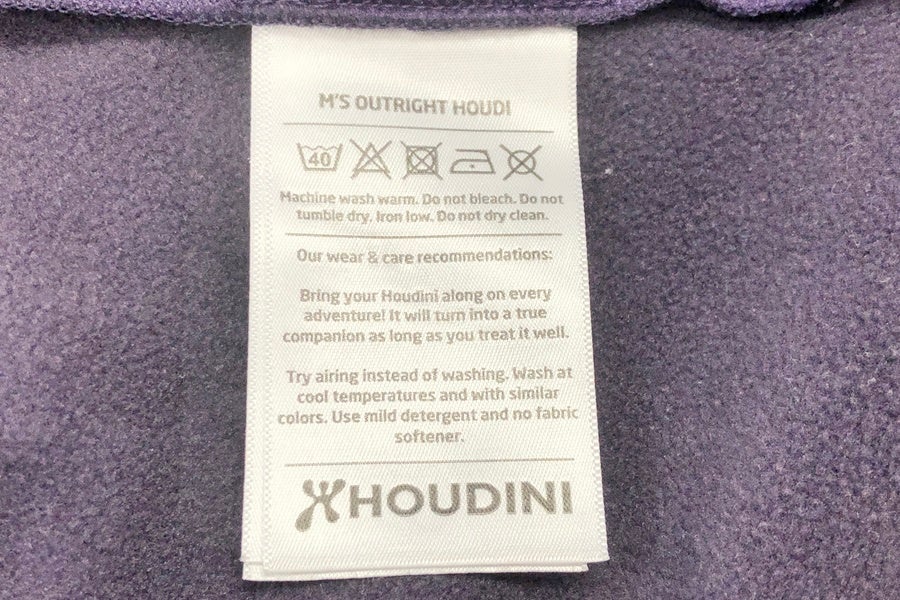 M'S OUTRIGHT HOUDI
40
Machine wash warm. Do not bleach. Do not
tumble dry. Iron low. Do not dry clean.
Our wear & care recommendations:
Bring your Houdini along on every
adventure! It will turn into a true
companion as long as you treat it well.
Try airing instead of washing. Wash at
cool temperatures and with similar
colors. Use mild detergent and no fabric
softener.
HOUDINI